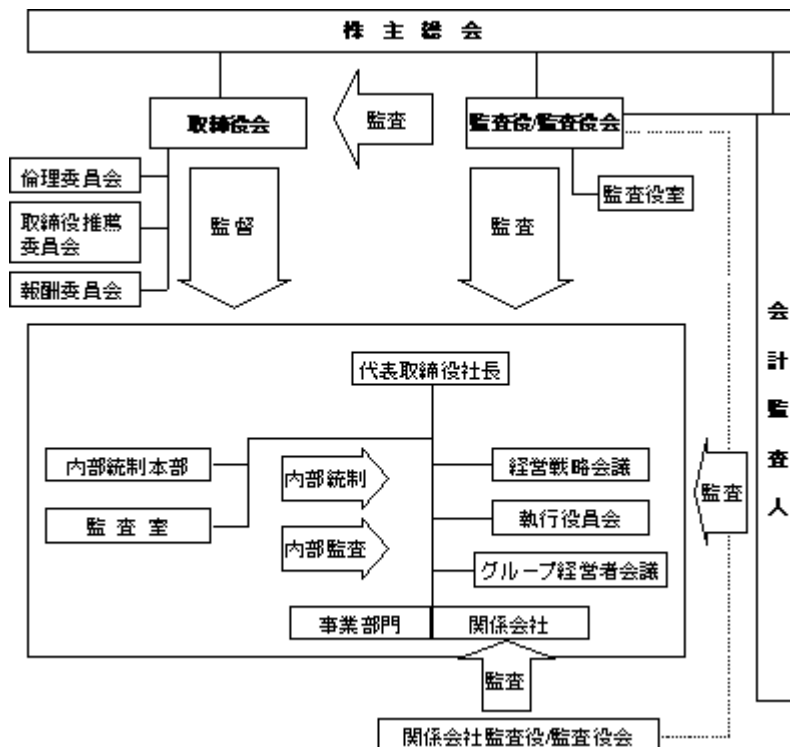 株主総会
取締役会
監査
監査役/監査役会
倫理委員会
取締役推薦
委員会
報酬委員会
監督
監査
監査役室
会計監査人
代表取締役社長
内部統制本部
内部統制
経営戦略会議
監査
監査室
内部監査
執行役員会
グループ経営者会議
事業部門
関係会社
監査
関係会社監査役/監査役会